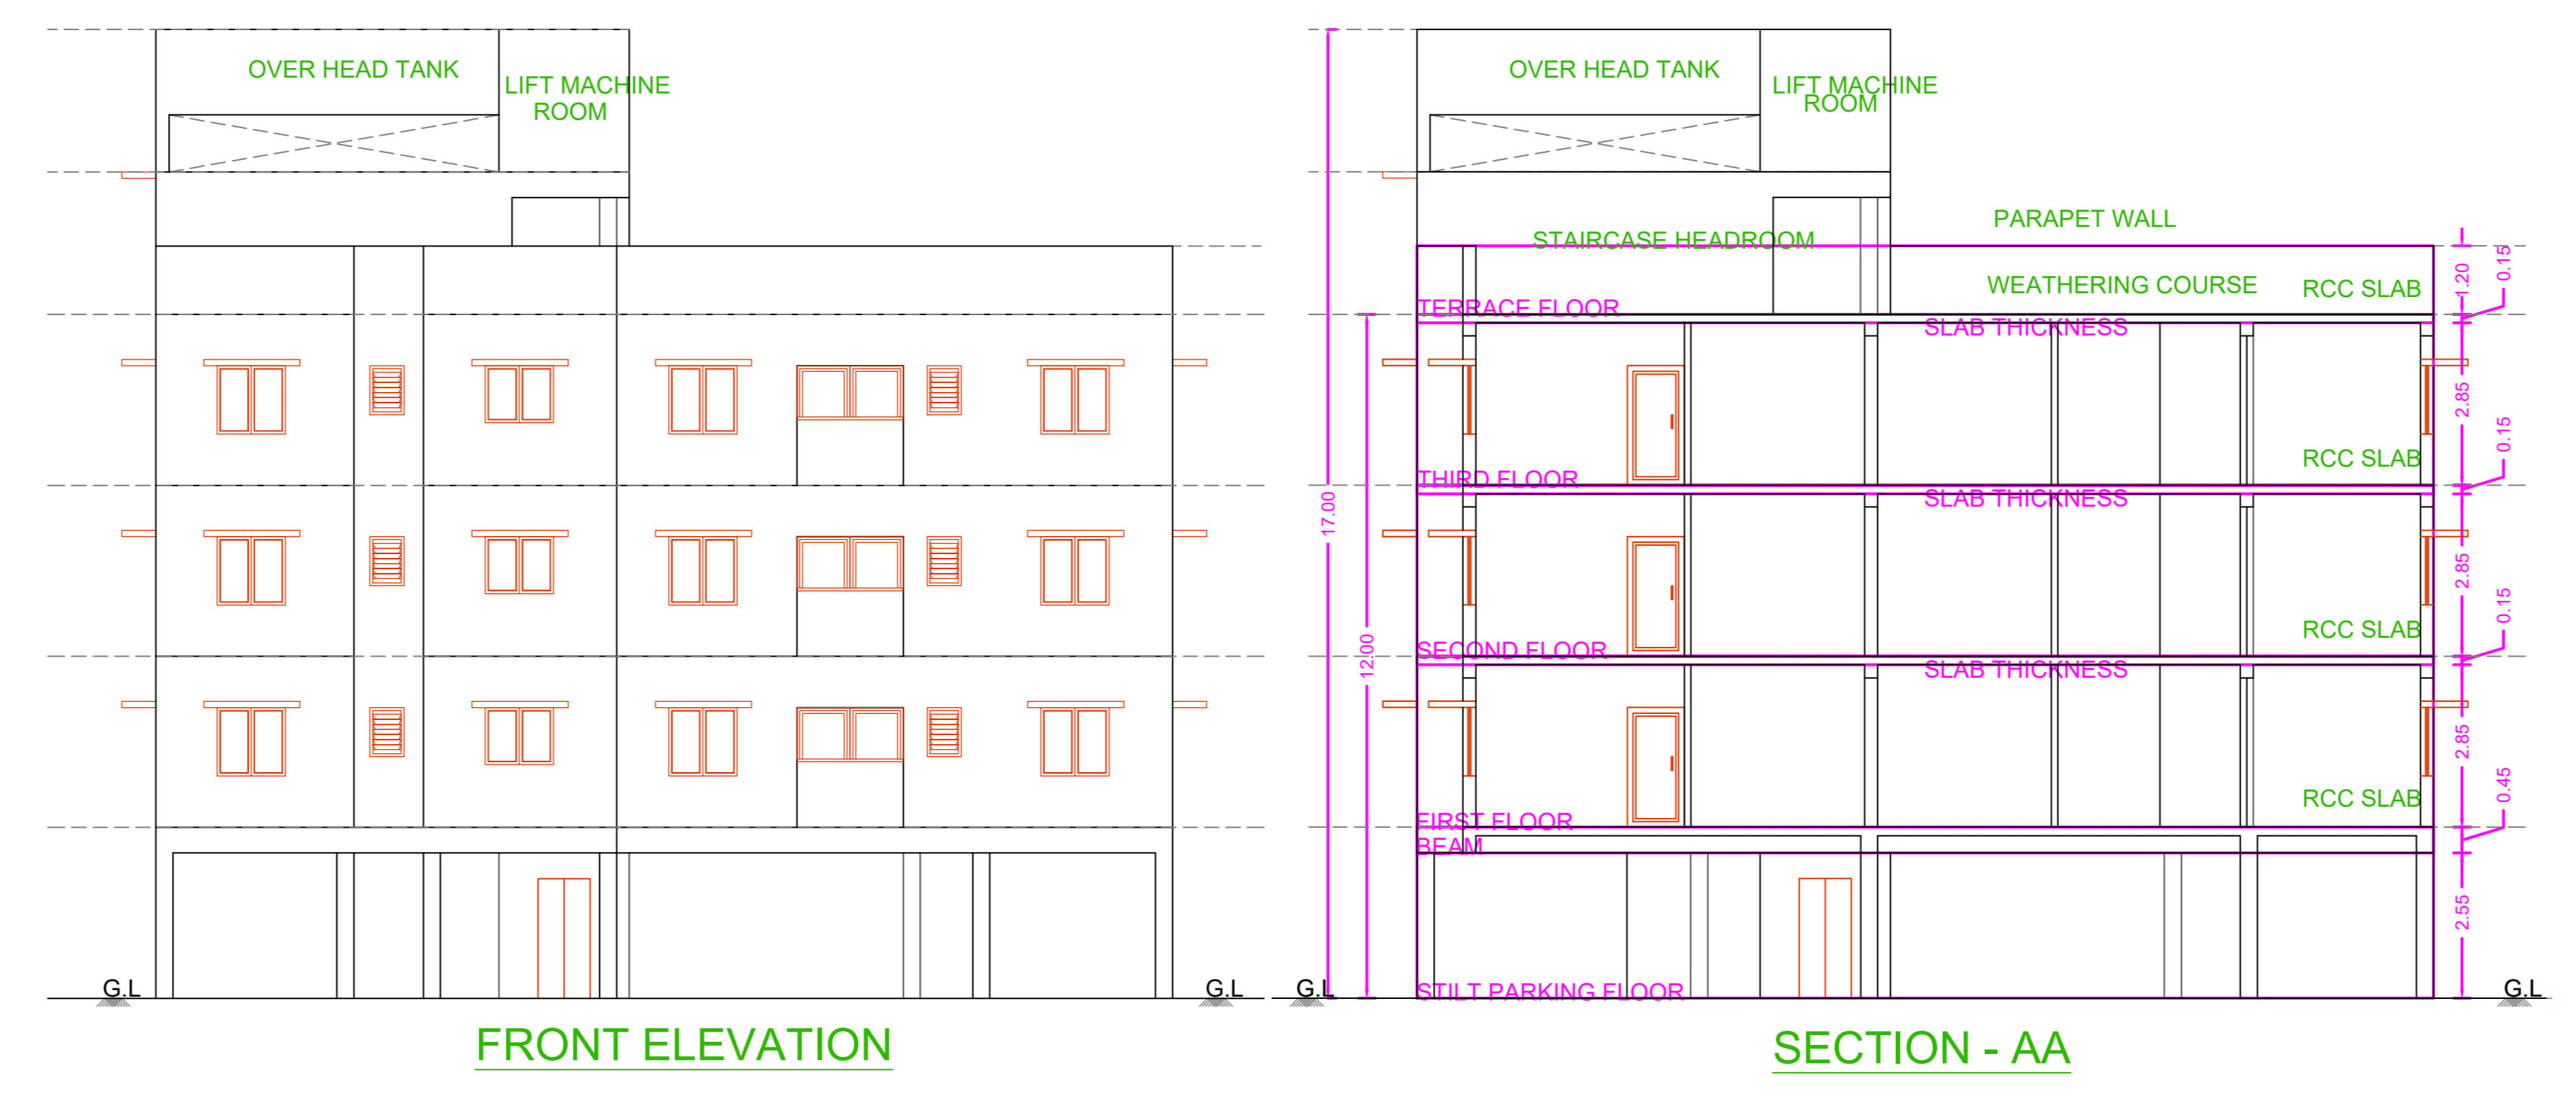 OVER HEAD TANK
LIFT MACHINE
ROOM
G.L
G.L
FRONT ELEVATION
OVER HEAD TANK
LIFT MACHINE
ROOM
PARAPET WALL
STAIRCASE HEADROOM
WEATHERING COURSE
RCC SLAB
1.20
0.15
TERRACE FLOOR
SLAB THICKNESS
2.85
0.15
RCC SLAB
THIRD FLOOR
SLAB THICKNESS
17.00
2.85
0.15
RCC SLAB
12.00
SECOND FLOOR
SLAB THICKNESS
2.85
0.45
RCC SLAB
FIRST FLOOR
BEAM
2.55
G.L
STILT PARKING FLOOR
G.L
SECTION - AA